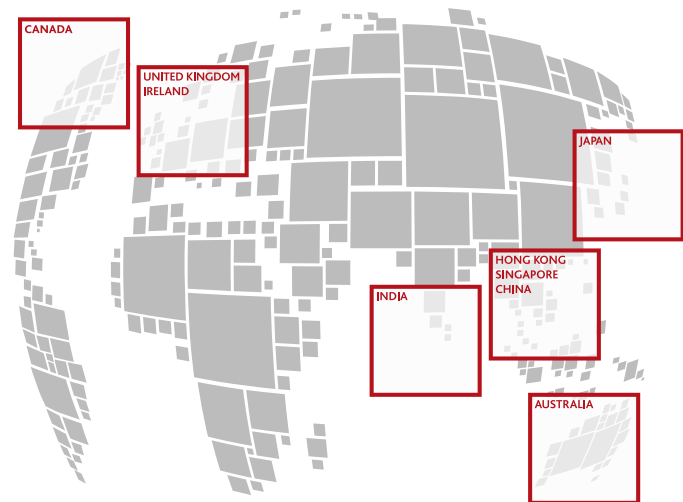 CANADA
UNITED KINGDOM
IRELAND
JAPAN
HONG KONG
SINGAPORE
CHINA
INDIA
AUSTRALIA